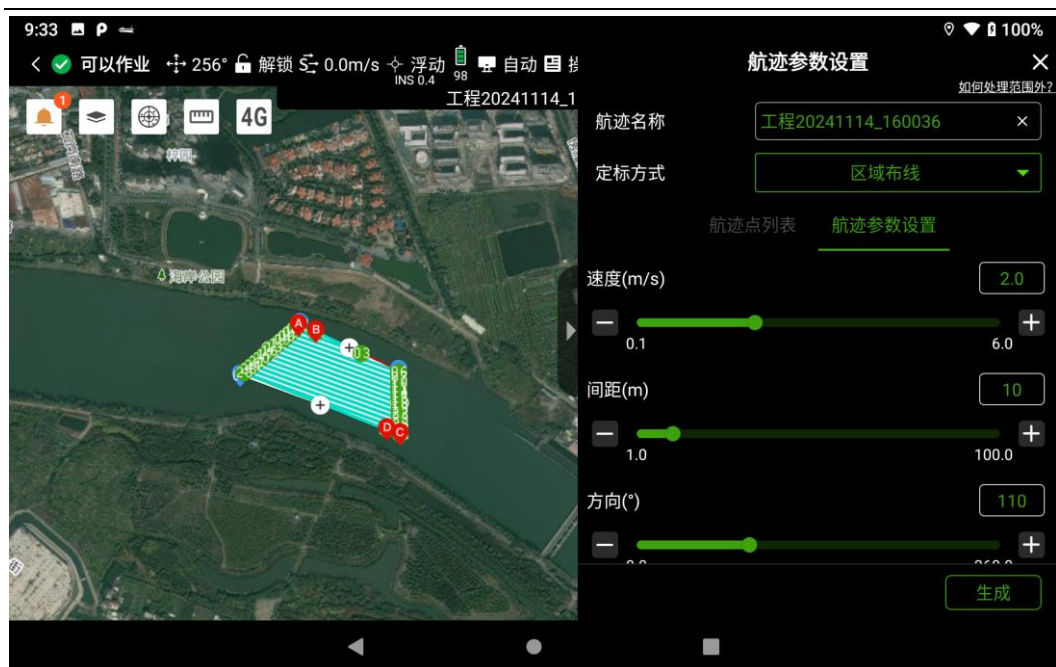 9:33 P 100%
可以作业 256° 解锁 0.0m/s 浮动 INS 0.4 98 自动
航迹参数设置
如何处理范围外?
工程20241114_1
1
4G
梓园
海岸公园
A
B
0.3
D
C
航迹名称 工程20241114_160036
定标方式 区域布线
航迹点列表 航迹参数设置
速度(m/s) 2.0
0.1 6.0
间距(m) 10
1.0 100.0
方向(°) 110
生成